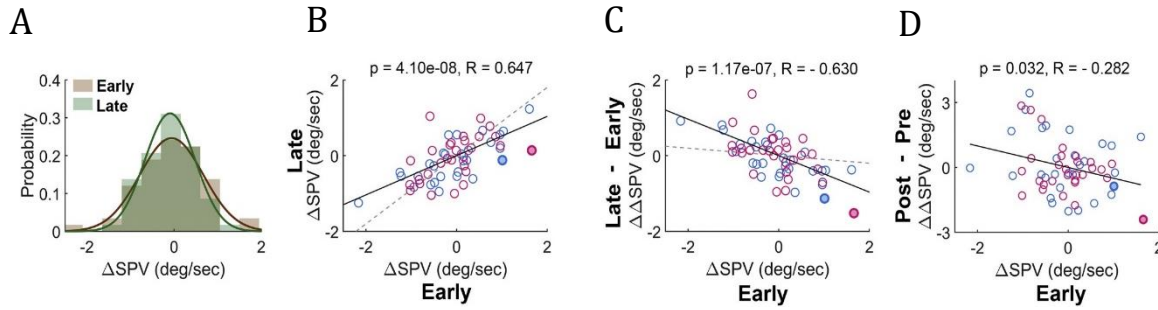 A
B
C
D
p = 4.10e-08, R = 0.647
p = 1.17e-07, R = - 0.630
p = 0.032, R = - 0.282
Early
Late
Probability
0.4
0.3
0.2
0.1
0
-2
0
2
ΔSPV (deg/sec)
Late
ΔSPV (deg/sec)
2
0
-2
-2
0
2
ΔSPV (deg/sec)
Early
Late - Early
ΔΔSPV (deg/sec)
2
0
-2
-2
0
2
ΔSPV (deg/sec)
Early
Post - Pre
ΔΔSPV (deg/sec)
3
0
-3
-2
0
2
ΔSPV (deg/sec)
Early